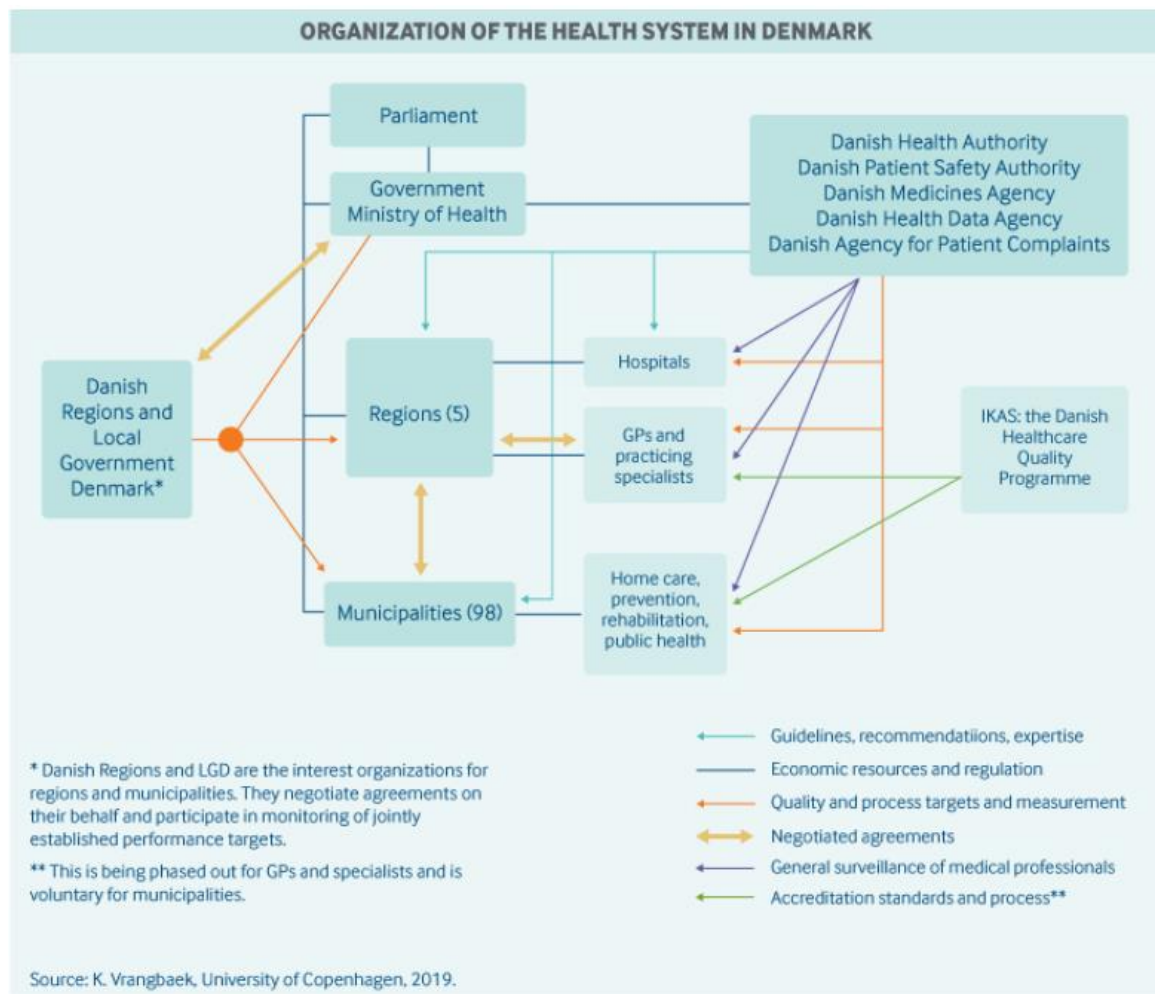 ORGANIZATION OF THE HEALTH SYSTEM IN DENMARK
Parliament
Government
Ministry of Health
Danish Health Authority
Danish Patient Safety Authority
Danish Medicines Agency
Danish Health Data Agency
Danish Agency for Patient Complaints
Danish
Regions and
Local
Government
Denmark*
Regions (5)
Hospitals
GPs and
practicing
specialists
IKAS: the Danish
Healthcare
Quality
Programme
Municipalities (98)
Home care,
prevention,
rehabilitation,
public health
* Danish Regions and LGD are the interest organizations for
regions and municipalities. They negotiate agreements on
their behalf and participate in monitoring of jointly
established performance targets.
** This is being phased out for GPs and specialists and is
voluntary for municipalities.
Guidelines, recommendatiions, expertise
Economic resources and regulation
Quality and process targets and measurement
Negotiated agreements
General surveillance of medical professionals
Accreditation standards and process**
Source: K. Vrangbaek, University of Copenhagen, 2019.